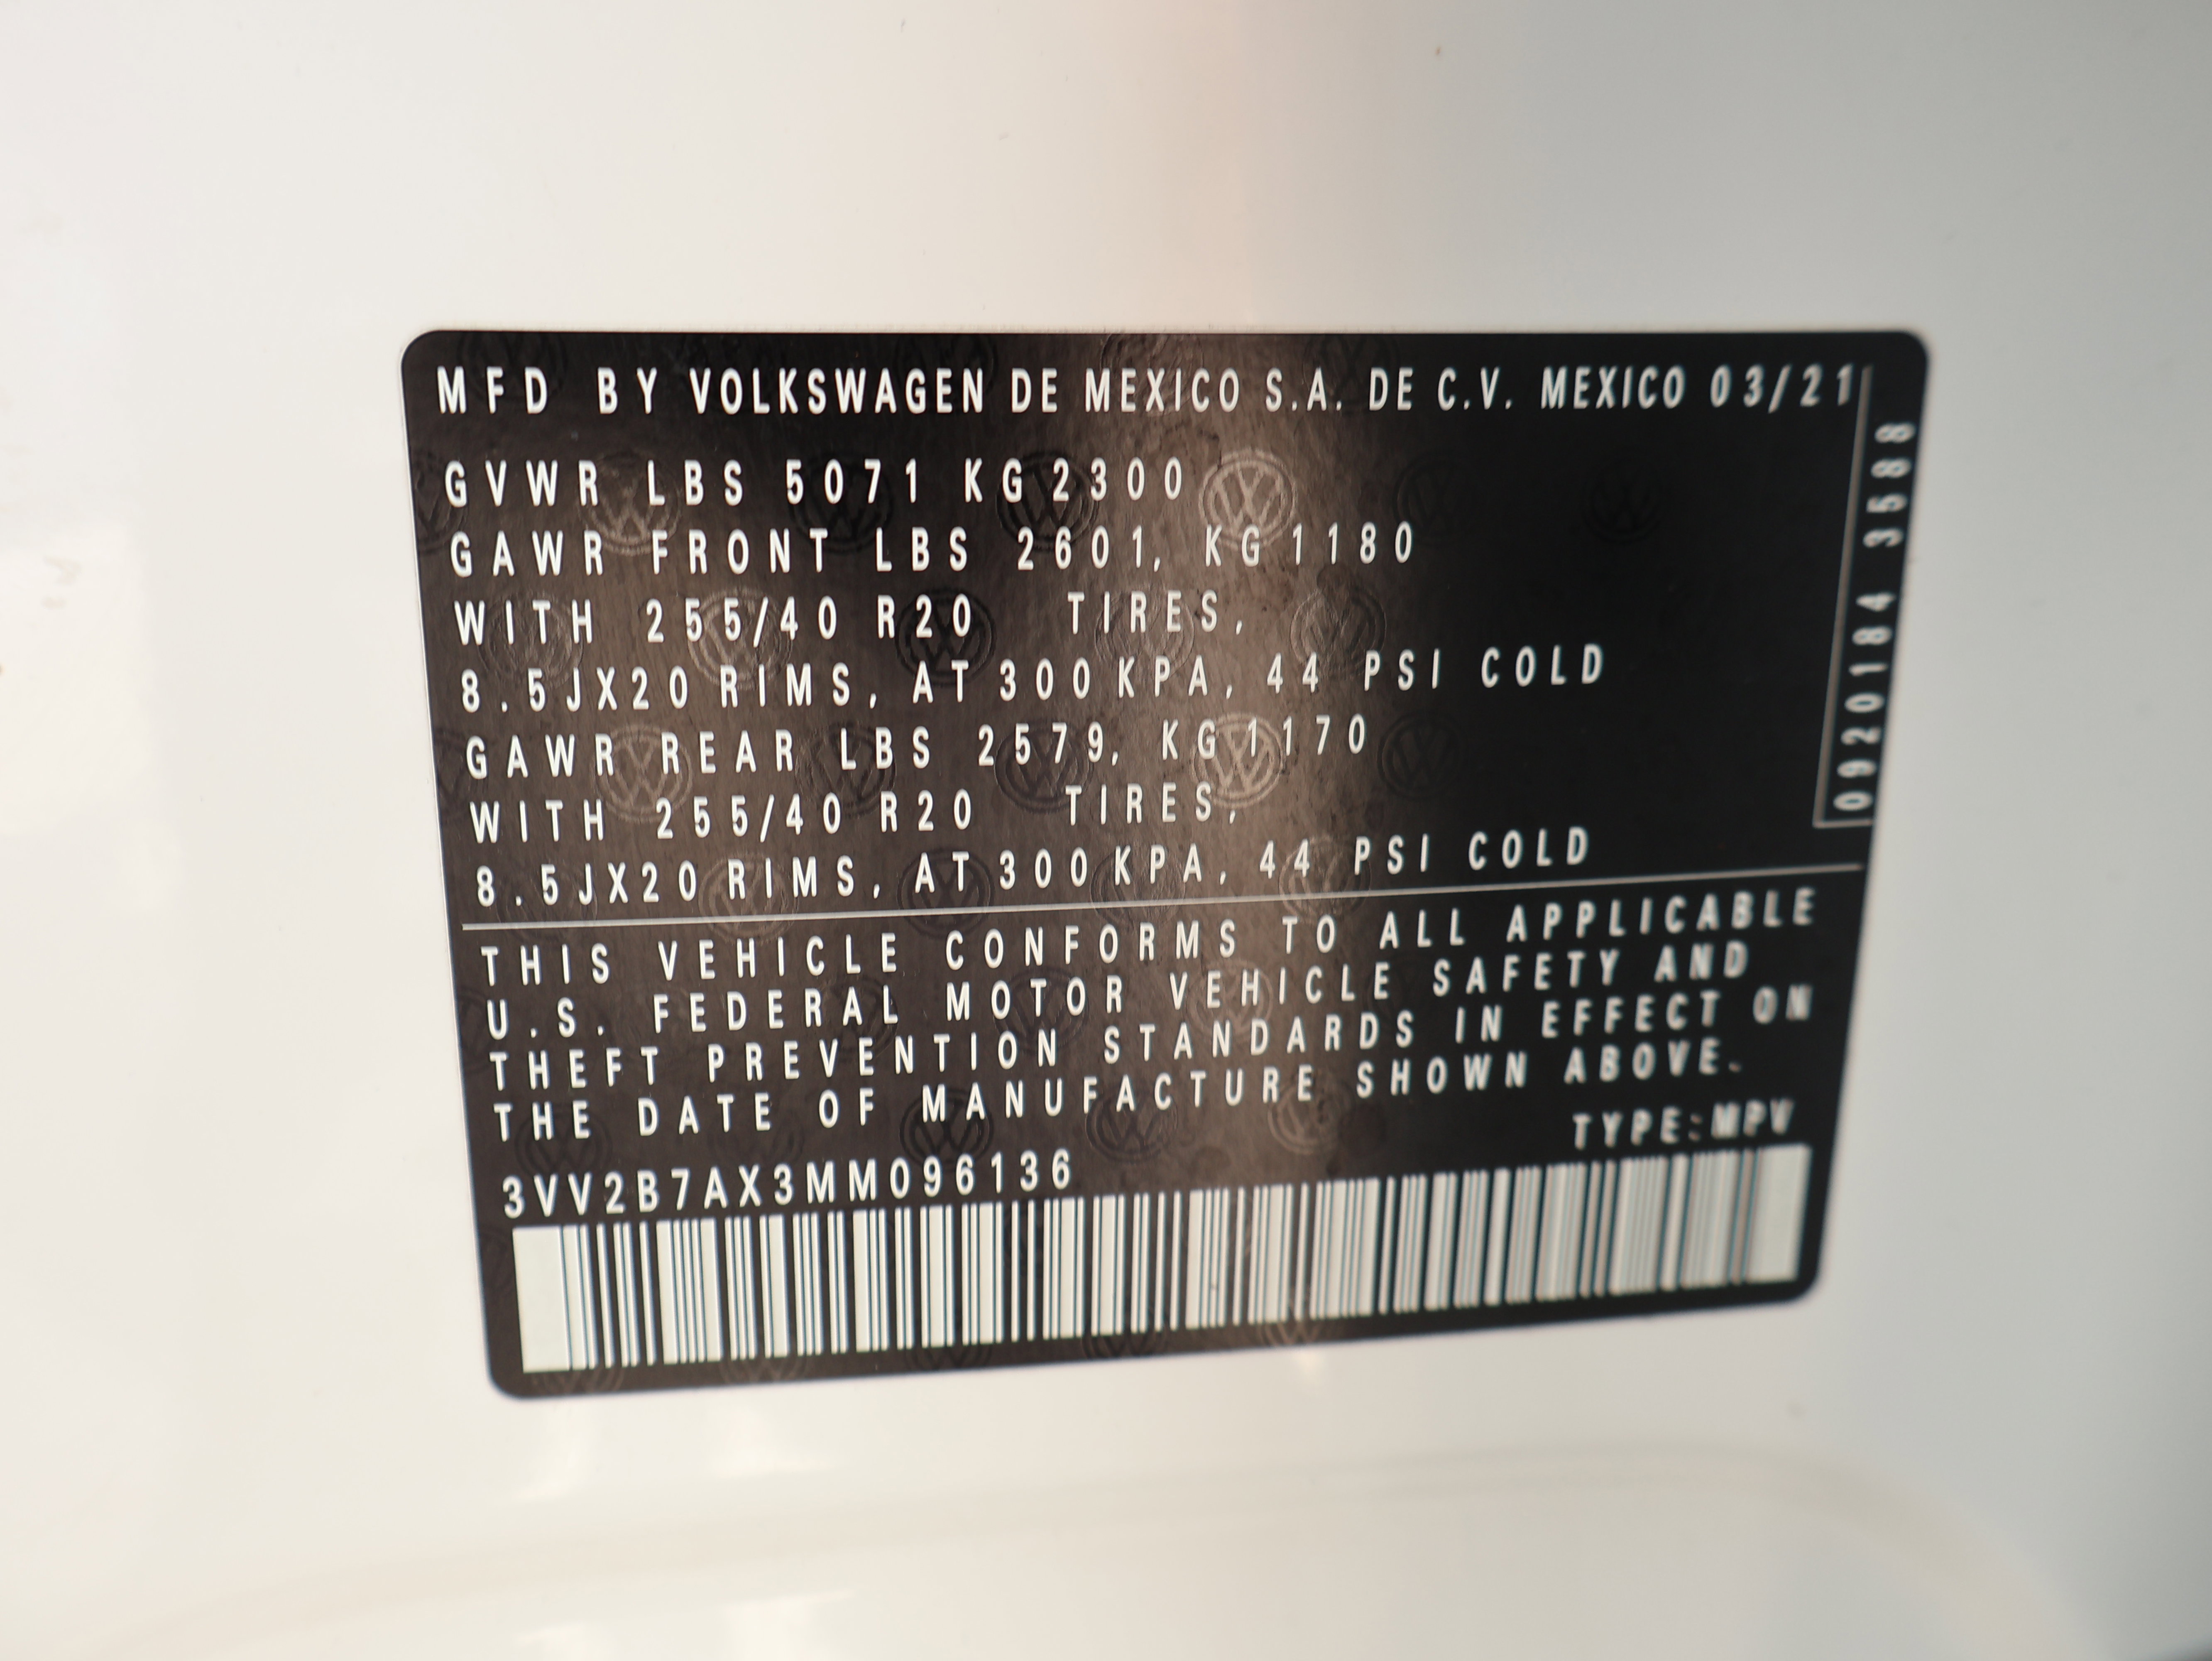 MFD BY VOLKSWAGEN DE MEXICO S.A. DE C.V. MEXICO 03/21
GVWR LBS 5071 KG 2300
GAWR FRONT LBS 2601, KG 1180
WITH 255/40 R20 TIRES,
8.5JX20 RIMS, AT 300 KPA, 44 PSI COLD
GAWR REAR LBS 2579, KG 1170
WITH 255/40 R20 TIRES,
8.5JX20 RIMS, AT 300 KPA, 44 PSI COLD
0920184 3588
THIS VEHICLE CONFORMS TO ALL APPLICABLE
U.S. FEDERAL MOTOR VEHICLE SAFETY AND
THEFT PREVENTION STANDARDS IN EFFECT ON
THE DATE OF MANUFACTURE SHOWN ABOVE.
TYPE:MPV
3VV2B7AX3MM096136